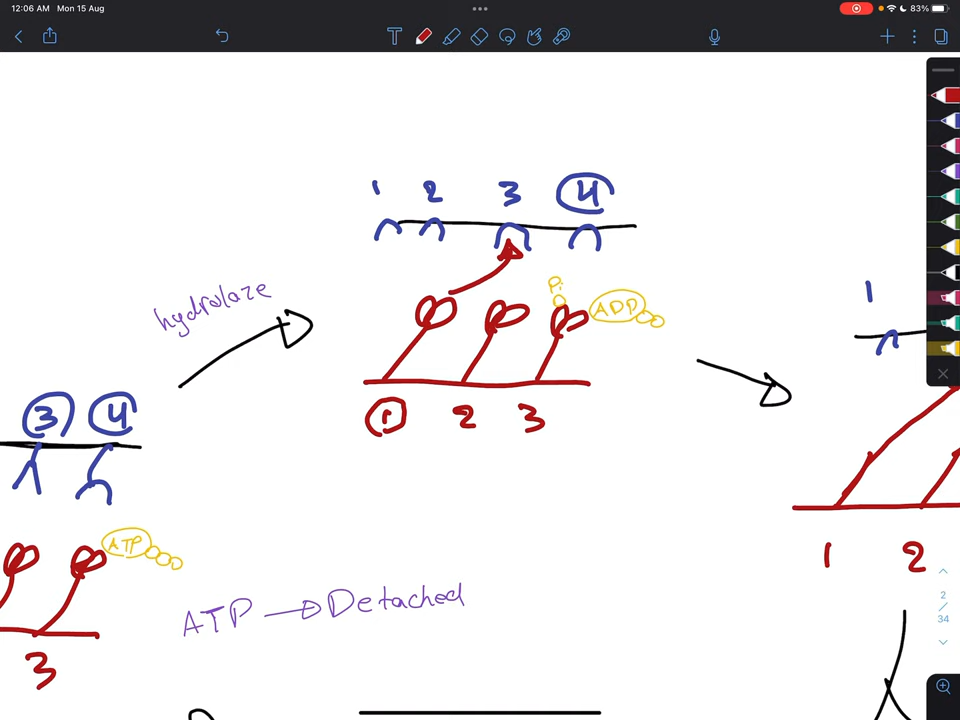 12:06 AM Mon 15 Aug
83%
1 2 3 4
hydrolaze
Pi
ADP
1
3 4
1 2 3
ATP
1 2
ATP → Detached
3
2
/
34